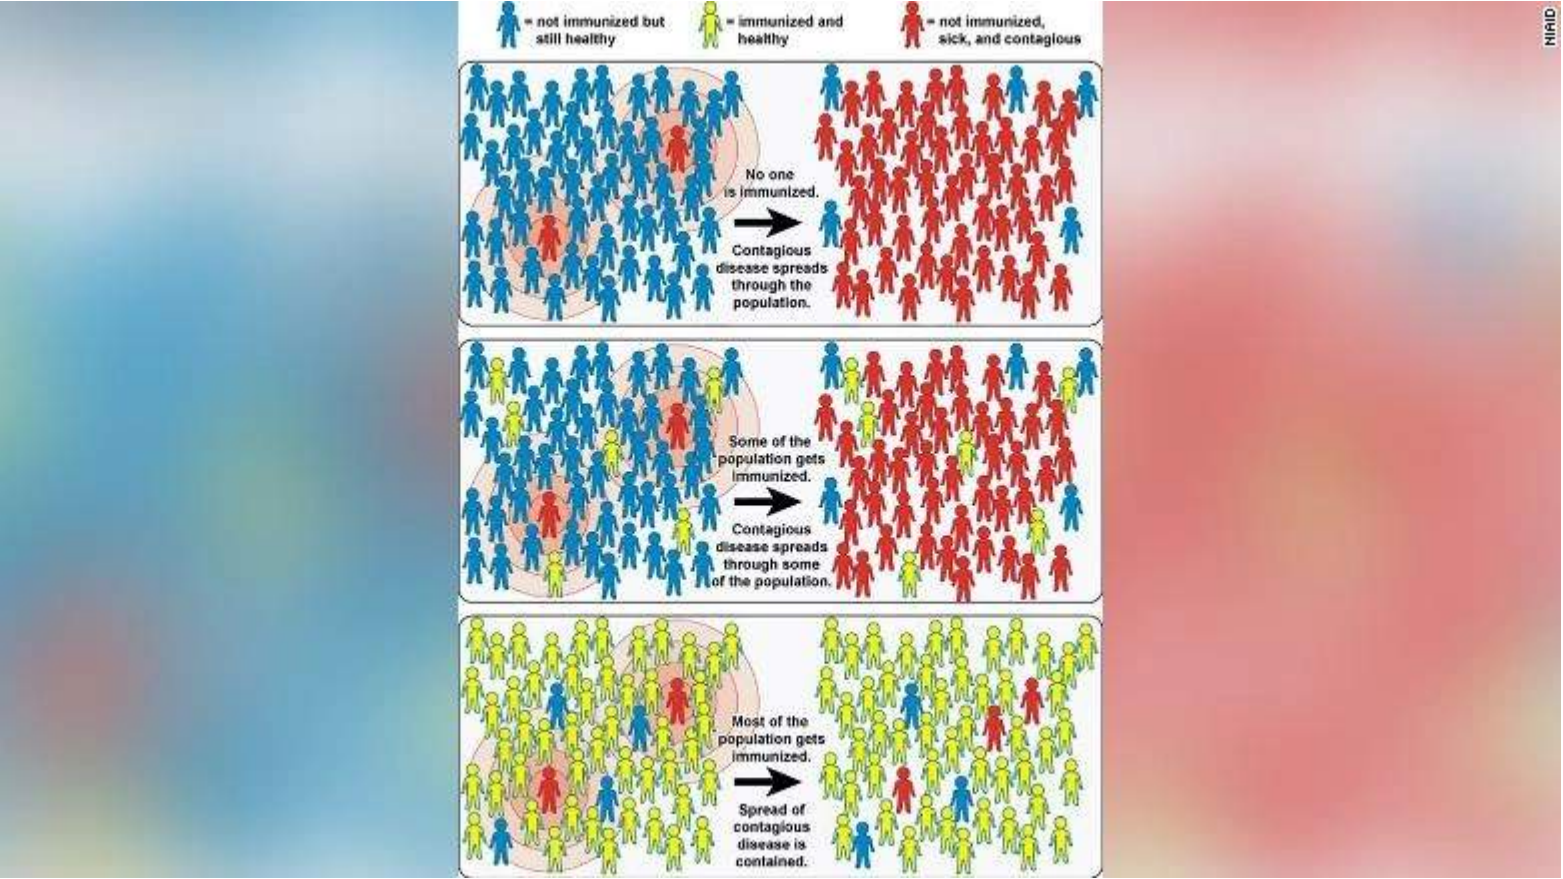 = not immunized but
still healthy
= immunized and
healthy
= not immunized,
sick, and contagious
NIAID
No one
is immunized.
Contagious
disease spreads
through the
population.
Some of the
population gets
immunized.
Contagious
disease spreads
through some
of the population.
Most of the
population gets
immunized.
Spread of
contagious
disease is
contained.